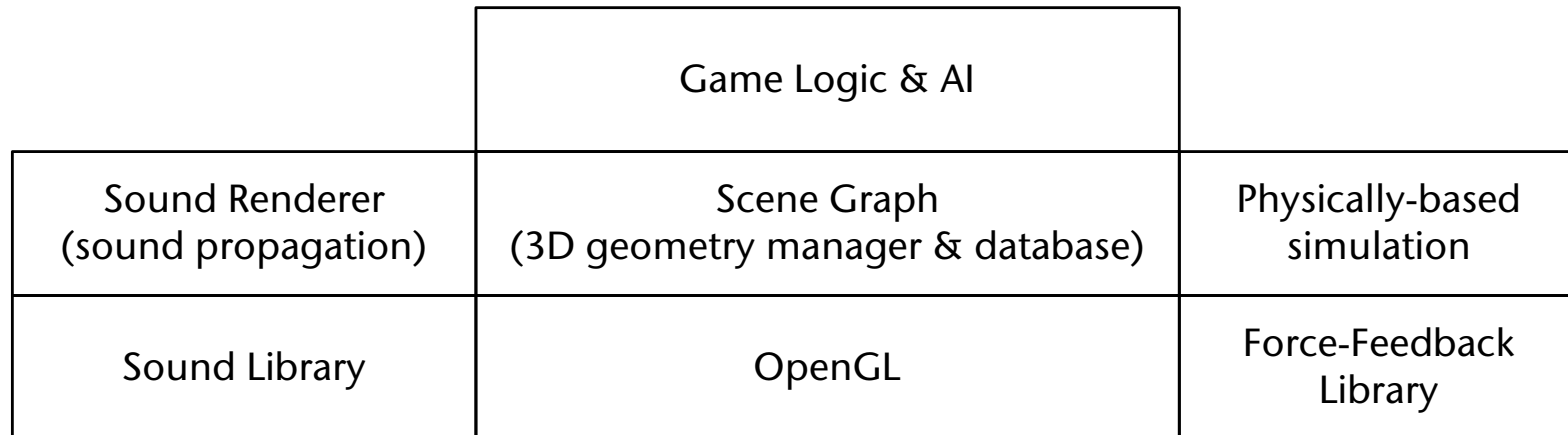 Game Logic & AI
Sound Renderer
(sound propagation)
Scene Graph
(3D geometry manager & database)
Physically-based
simulation
Sound Library
OpenGL
Force-Feedback
Library